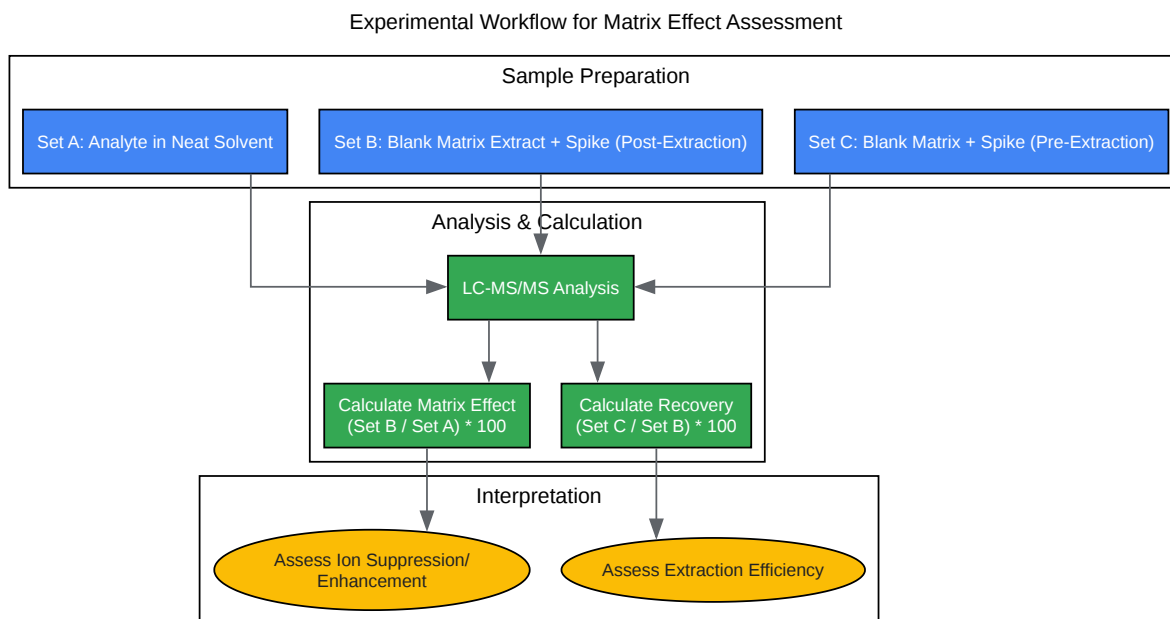 Experimental Workflow for Matrix Effect Assessment
Sample Preparation
Set A: Analyte in Neat Solvent
Set B: Blank Matrix Extract + Spike (Post-Extraction)
Set C: Blank Matrix + Spike (Pre-Extraction)
Analysis & Calculation
LC-MS/MS Analysis
Calculate Matrix Effect
(Set B / Set A) * 100
Calculate Recovery
(Set C / Set B) * 100
Interpretation
Assess Ion Suppression/
Enhancement
Assess Extraction Efficiency